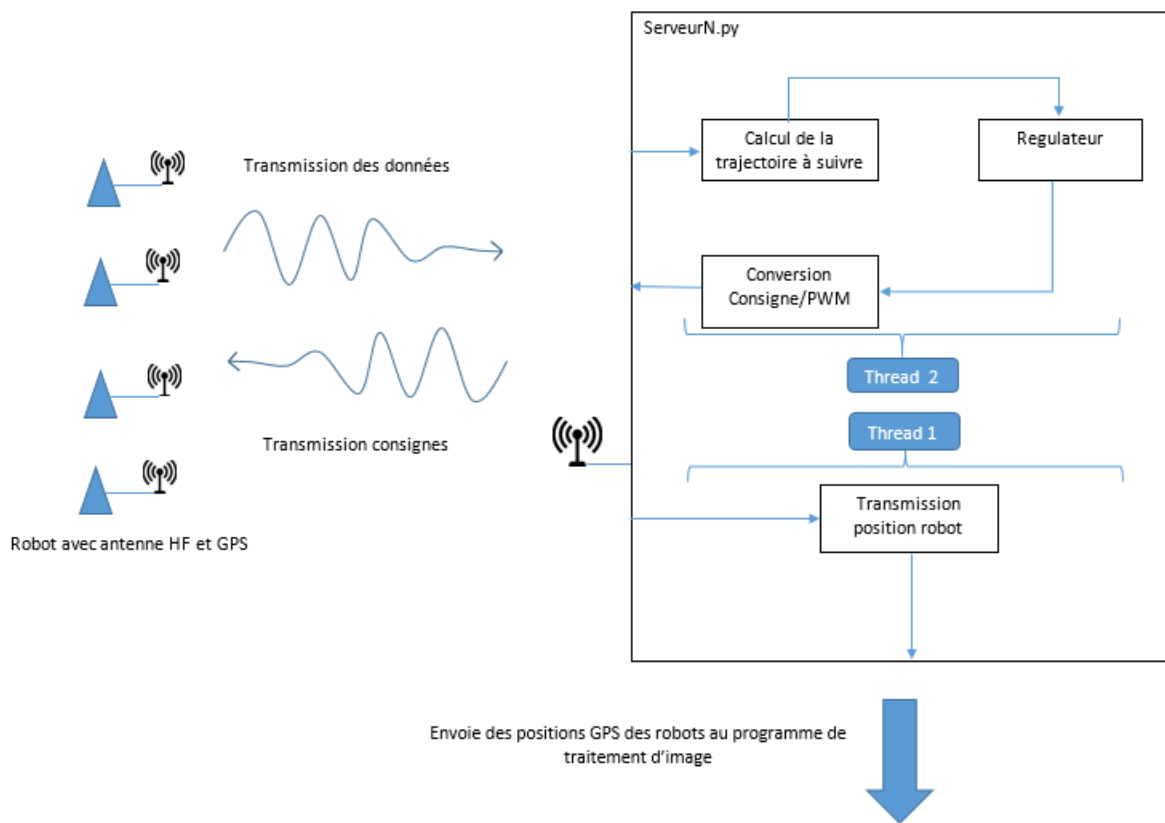 ServeurN.py
Calcul de la
trajectoire à suivre
Regulateur
Transmission des données
Conversion
Consigne/PWM
Thread 2
Thread 1
Transmission consignes
Transmission
position robot
Robot avec antenne HF et GPS
Envoie des positions GPS des robots au programme de
traitement d'image